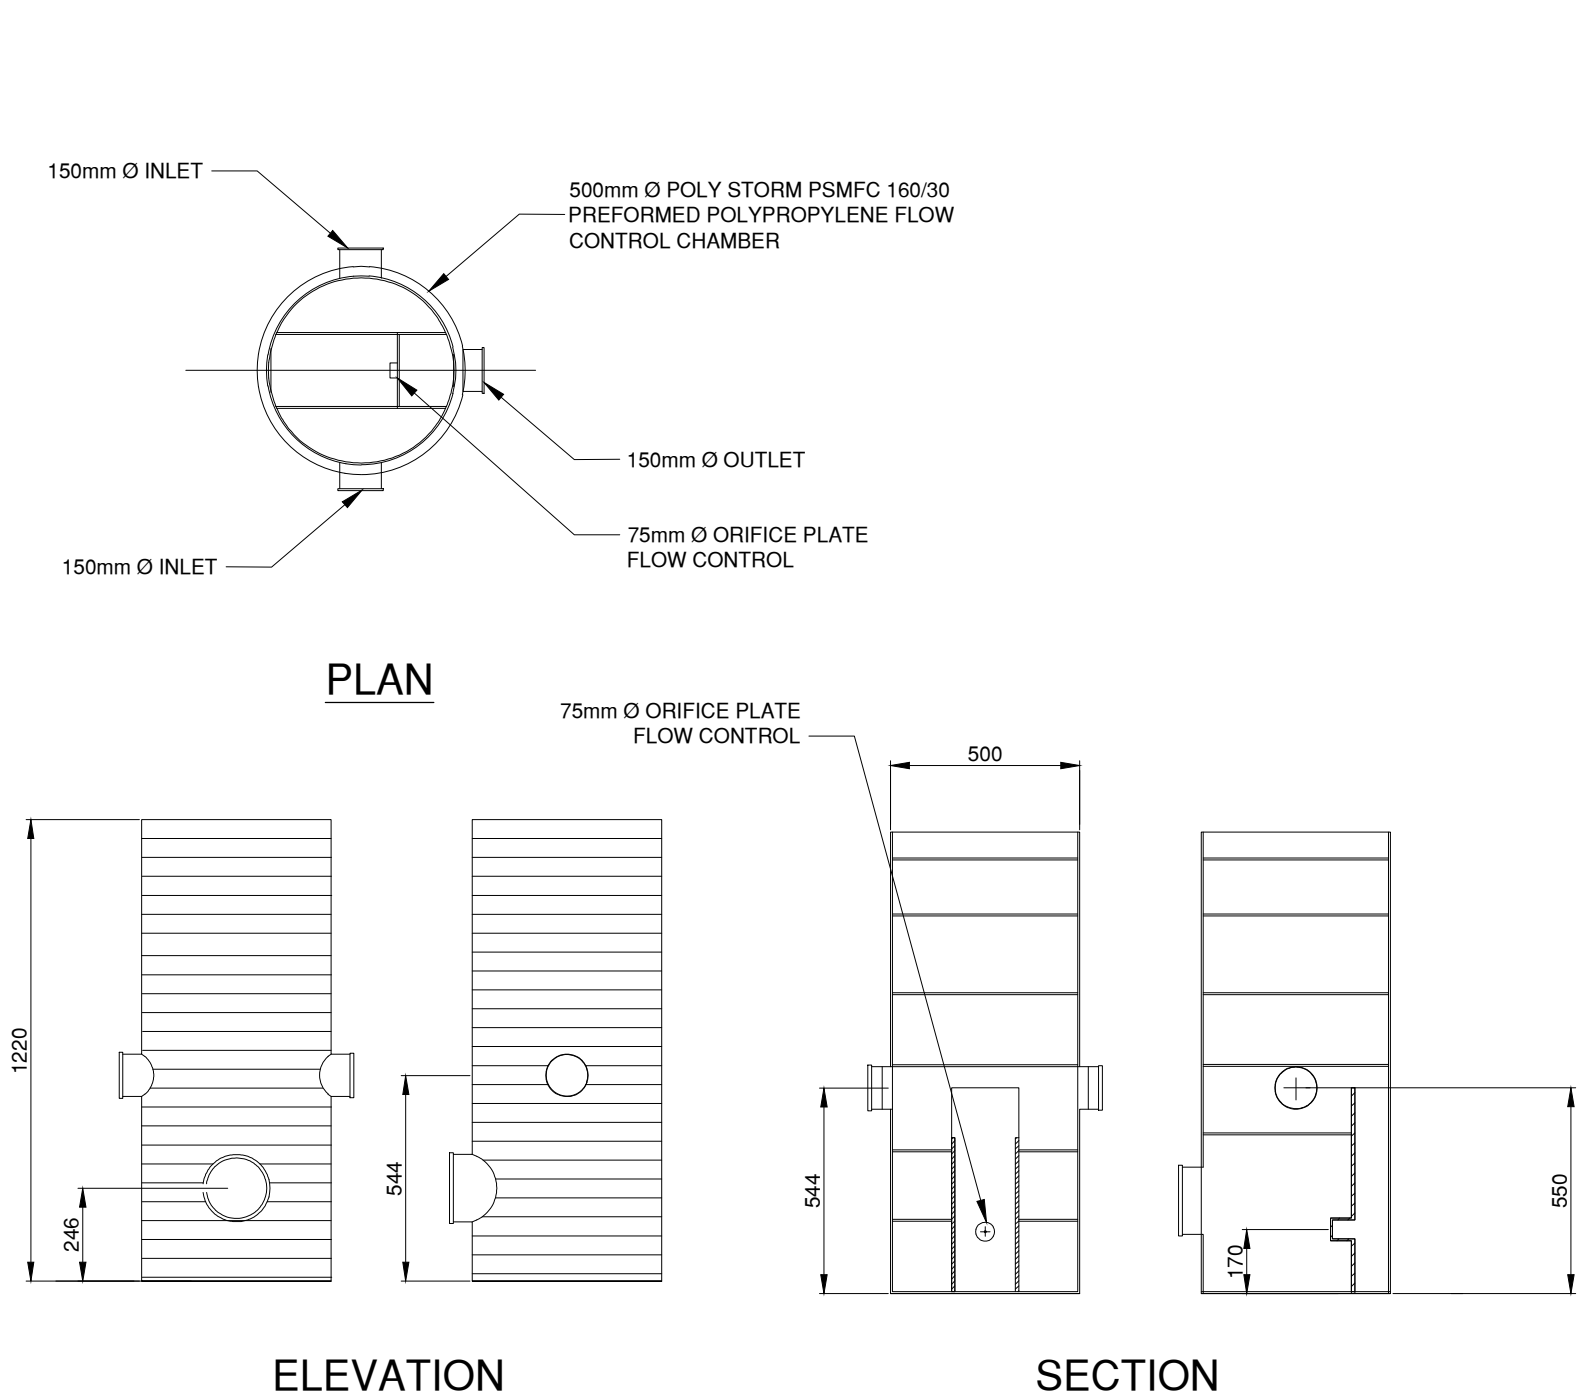 150mm Ø INLET
500mm Ø POLY STORM PSMFC 160/30
PREFORMED POLYPROPYLENE FLOW
CONTROL CHAMBER
150mm Ø OUTLET
75mm Ø ORIFICE PLATE
FLOW CONTROL
150mm Ø INLET
PLAN
75mm Ø ORIFICE PLATE
FLOW CONTROL
500
1220
246
544
544
170
550
ELEVATION
SECTION